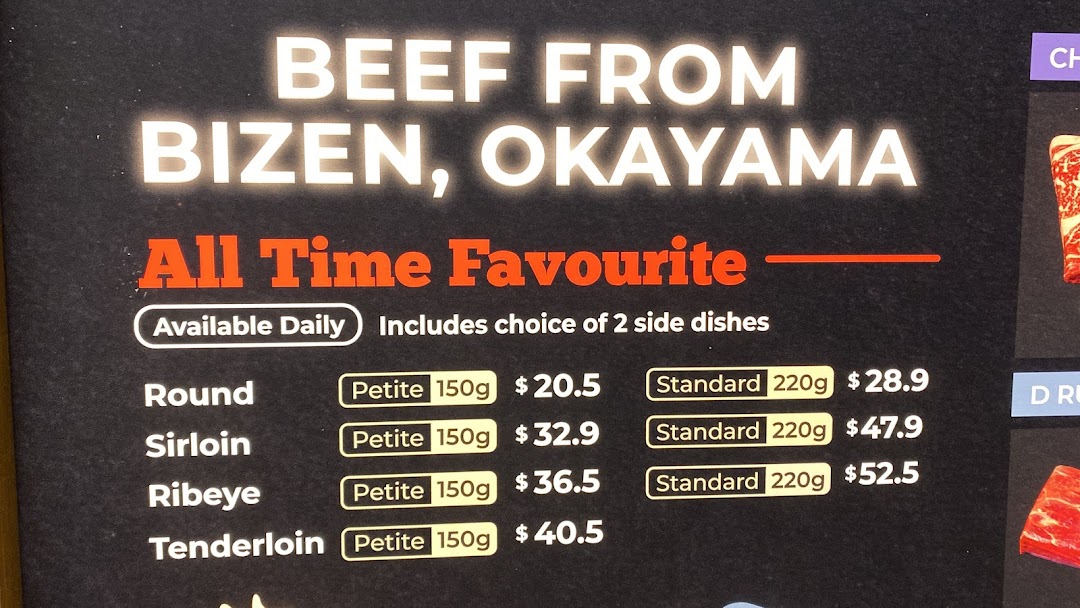 BEEF FROM
BIZEN, OKAYAMA
All Time Favourite
Available Daily Includes choice of 2 side dishes
Round Petite 150g $20.5 Standard 220g $28.9
Sirloin Petite 150g $32.9 Standard 220g $47.9
Ribeye Petite 150g $36.5 Standard 220g $52.5
Tenderloin Petite 150g $40.5